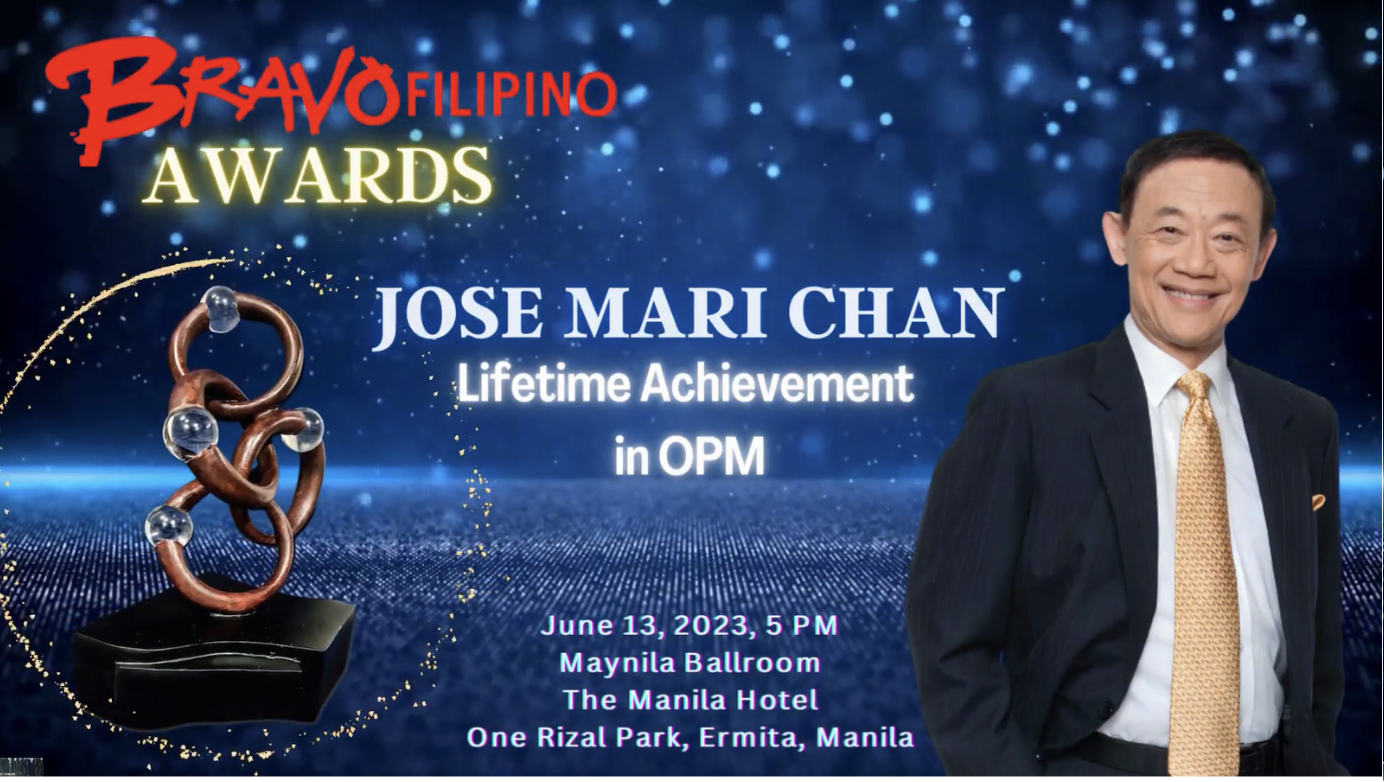 BRAVO FILIPINO
AWARDS
JOSE MARI CHAN
Lifetime Achievement
in OPM
June 13, 2023, 5 PM
Maynila Ballroom
The Manila Hotel
One Rizal Park, Ermita, Manila